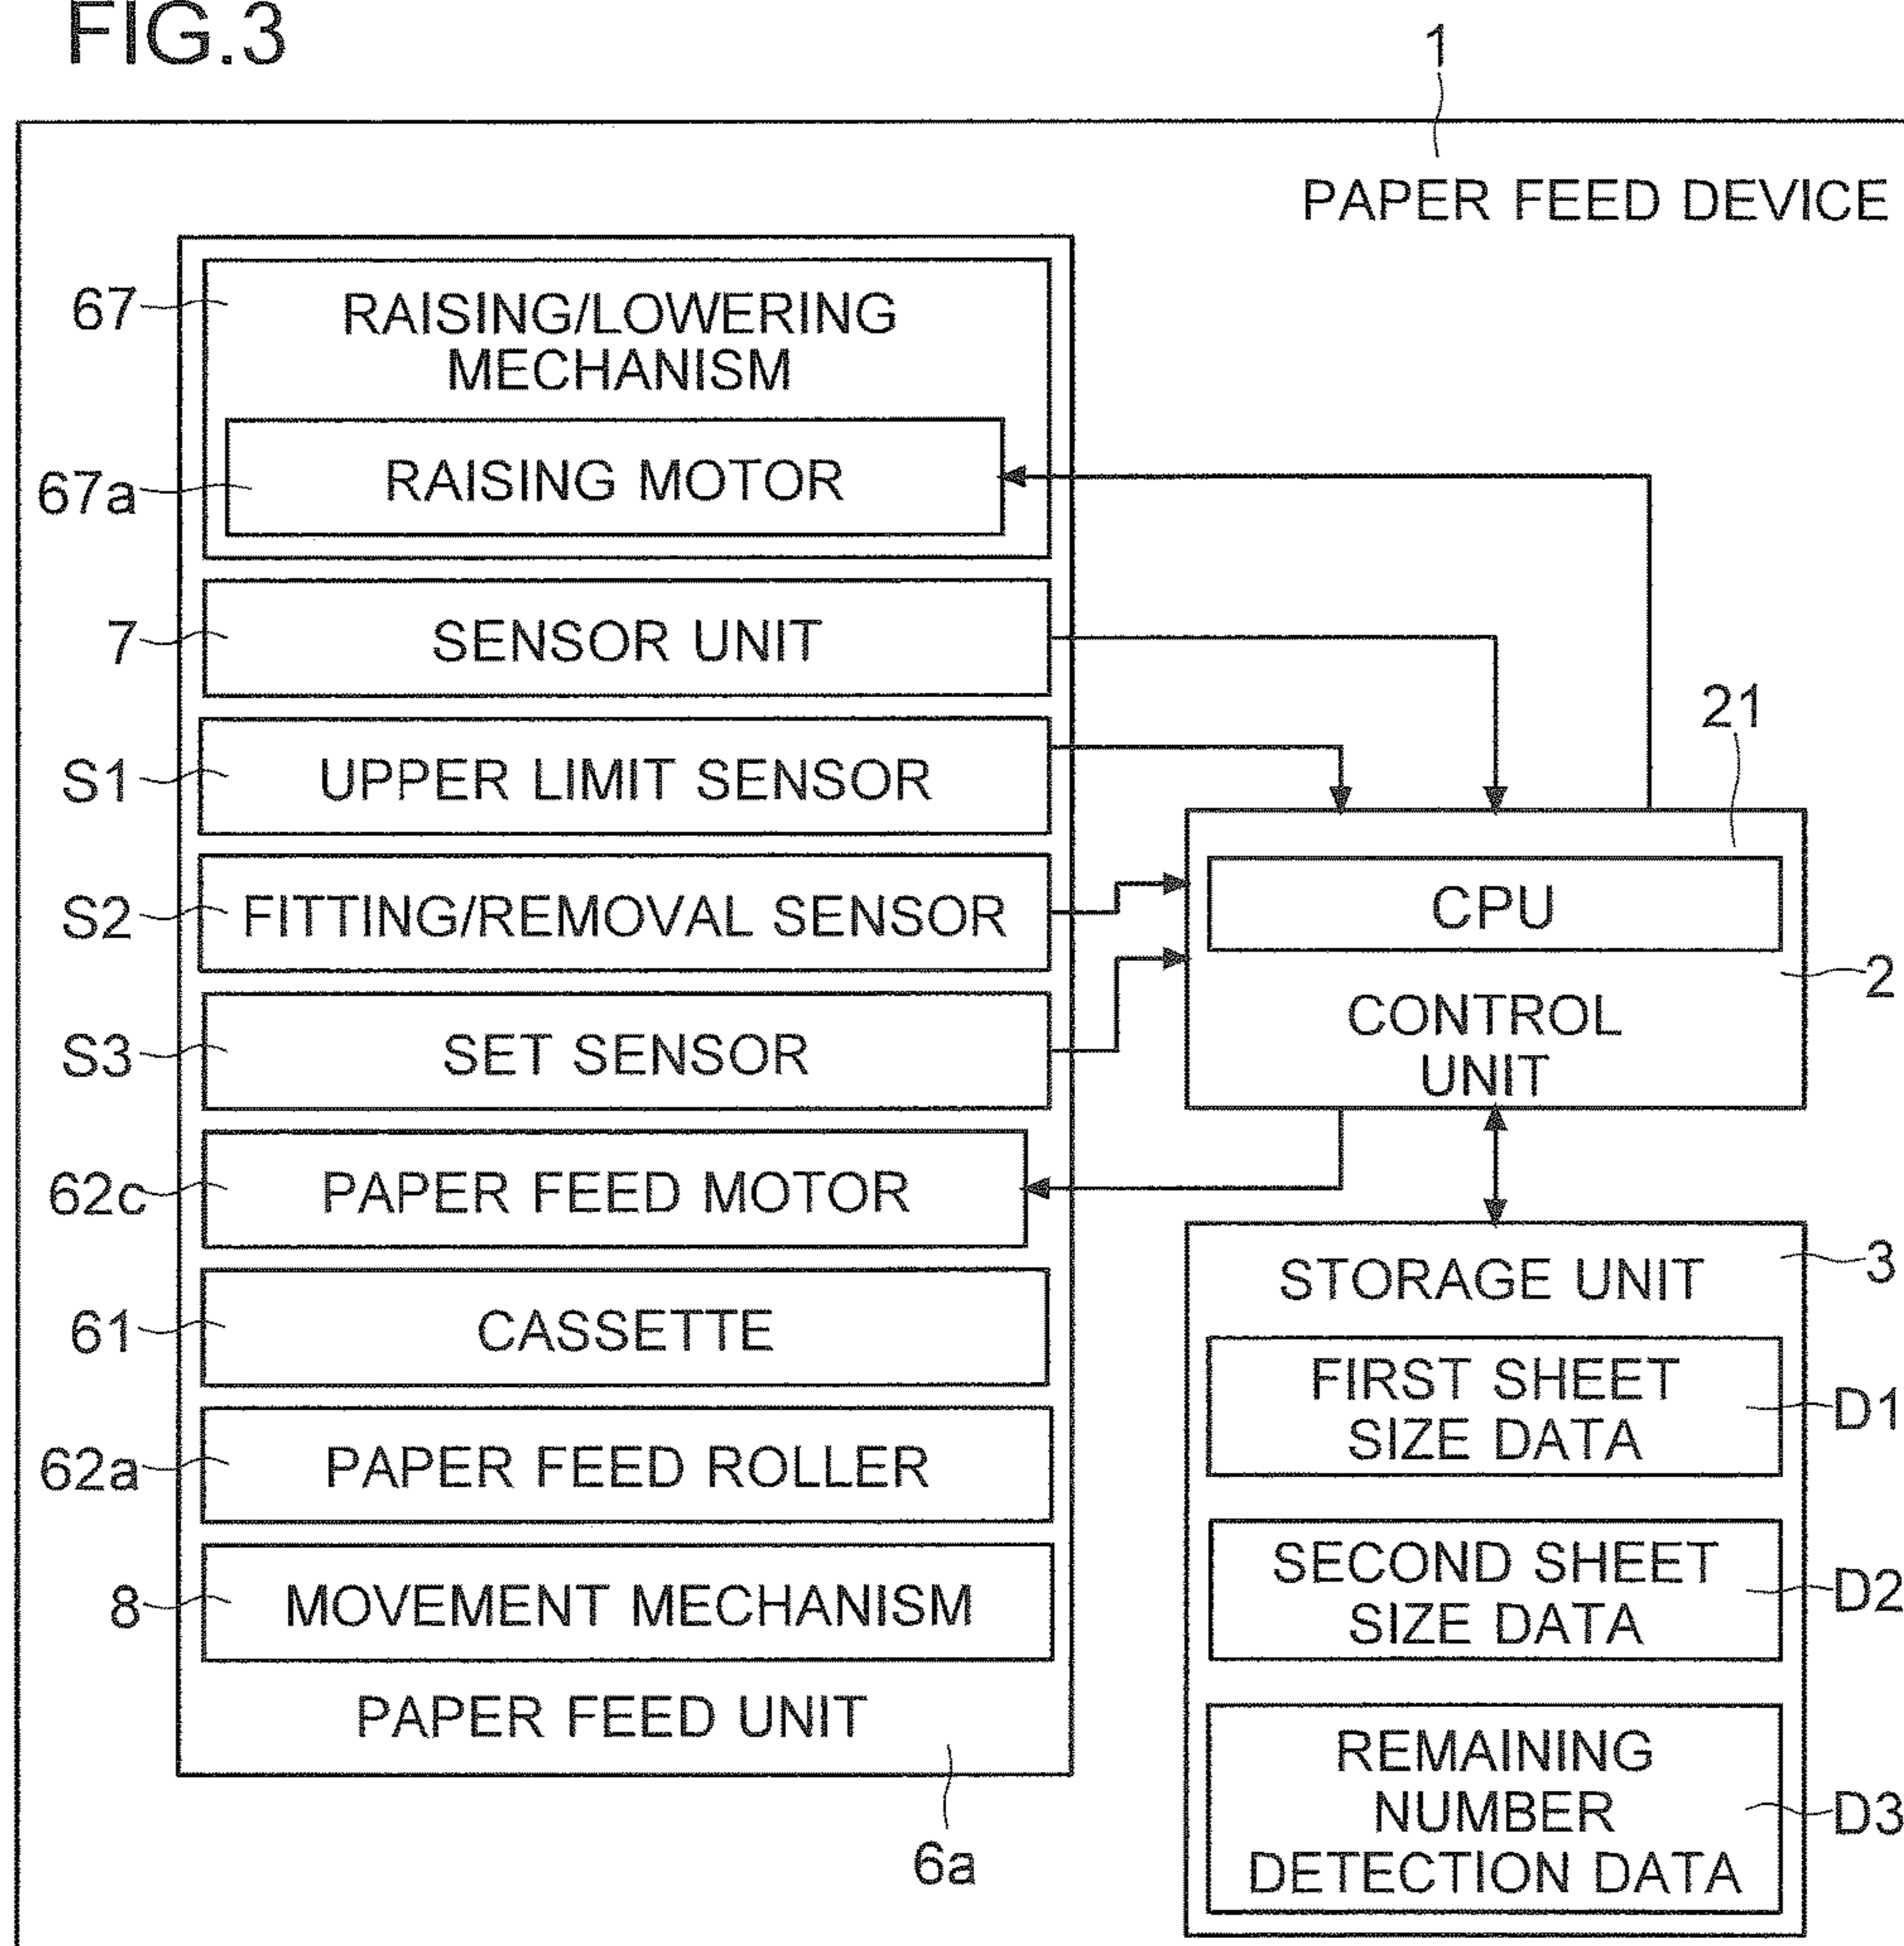 FIG.3
1
PAPER FEED DEVICE
67
RAISING/LOWERING
MECHANISM
67a
RAISING MOTOR
7
SENSOR UNIT
S1
UPPER LIMIT SENSOR
S2
FITTING/REMOVAL SENSOR
S3
SET SENSOR
62c
PAPER FEED MOTOR
61
CASSETTE
62a
PAPER FEED ROLLER
8
MOVEMENT MECHANISM
PAPER FEED UNIT
6a
21
CPU
2
CONTROL
UNIT
3
STORAGE UNIT
FIRST SHEET
SIZE DATA
D1
SECOND SHEET
SIZE DATA
D2
REMAINING
NUMBER
DETECTION DATA
D3